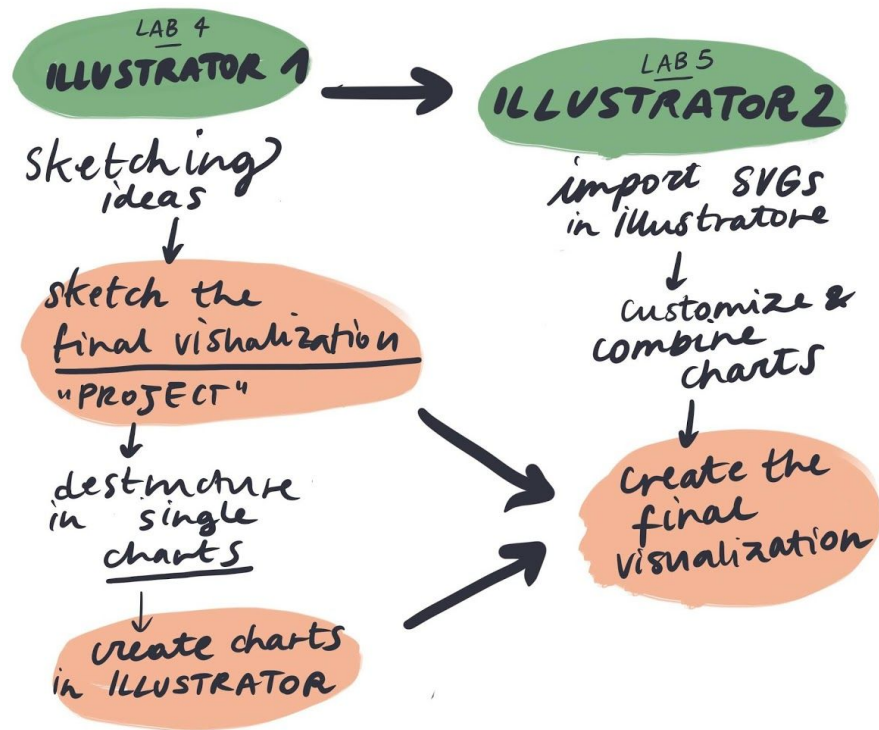 LAB 4
ILLUSTRATOR 1
sketching
ideas
sketch the
final visualization
"PROJECT"
destructure
in single
charts
create charts
in ILLUSTRATOR
LAB 5
ILLUSTRATOR 2
import SVGs
in illustratore
customize &
combine
charts
create the
final
visualization